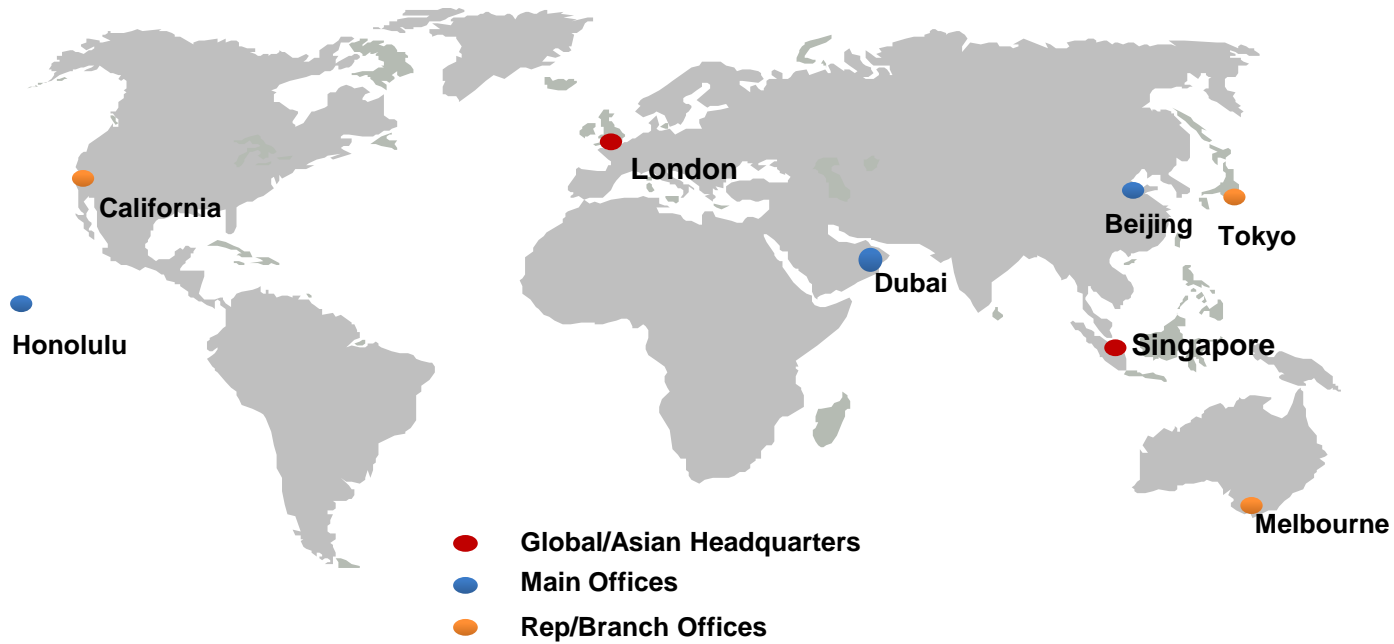 London
California
Beijing
Tokyo
Dubai
Honolulu
Singapore
Melbourne
Global/Asian Headquarters
Main Offices
Rep/Branch Offices